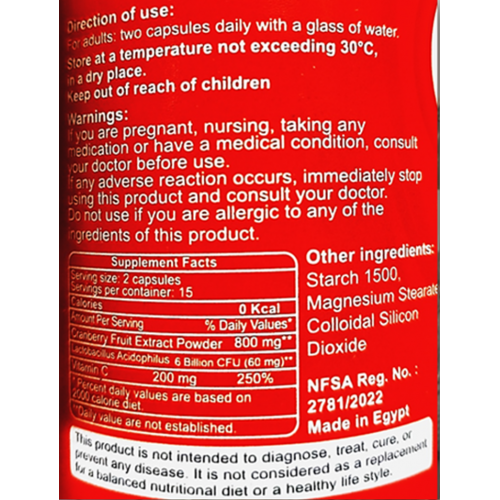 Direction of use:
For adults: two capsules daily with a glass of water.
Store at a temperature not exceeding 30°C,
in a dry place.
Keep out of reach of children
Warnings:
If you are pregnant, nursing, taking any
medication or have a medical condition, consult
your doctor before use.
If any adverse reaction occurs, immediately stop
using this product and consult your doctor.
Do not use if you are allergic to any of the
ingredients of this product.
Supplement Facts
Serving size: 2 capsules
Servings per container: 15
Calories 0 Kcal
Amount Per Serving % Daily Values*
Cranberry Fruit Extract Powder 800 mg**
Lactobacillus Acidophilus 6 Billion CFU (60 mg)**
Vitamin C 200 mg 250%
* Percent daily values are based on
2000 calorie diet.
**Daily value are not established.
Other ingredients:
Starch 1500,
Magnesium Stearate
Colloidal Silicon
Dioxide
NFSA Reg. No. :
2781/2022
Made in Egypt
This product is not intended to diagnose, treat, cure, or
prevent any disease. It is not considered as a replacement
for a balanced nutritional diet or a healthy life style.